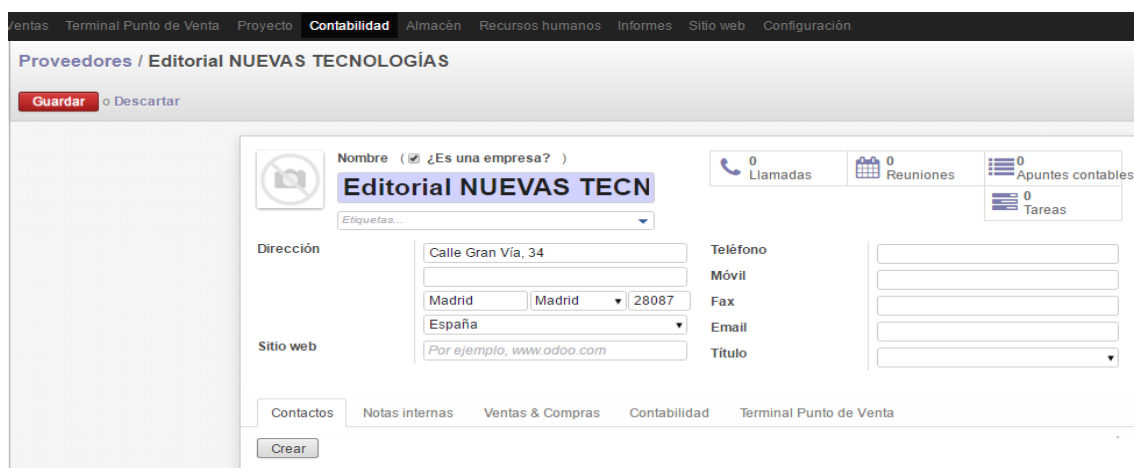 Ventas Terminal Punto de Venta Proyecto Contabilidad Almacén Recursos humanos Informes Sitio web Configuración
Proveedores / Editorial NUEVAS TECNOLOGÍAS
Guardar o Descartar
Nombre ( ¿Es una empresa? )
Editorial NUEVAS TECN
Etiquetas...
0 Llamadas
0 Reuniones
0 Apuntes contables
0 Tareas
Dirección Calle Gran Vía, 34
Madrid Madrid 28087
España
Sitio web Por ejemplo, www.odoo.com
Teléfono
Móvil
Fax
Email
Título
Contactos Notas internas Ventas & Compras Contabilidad Terminal Punto de Venta
Crear